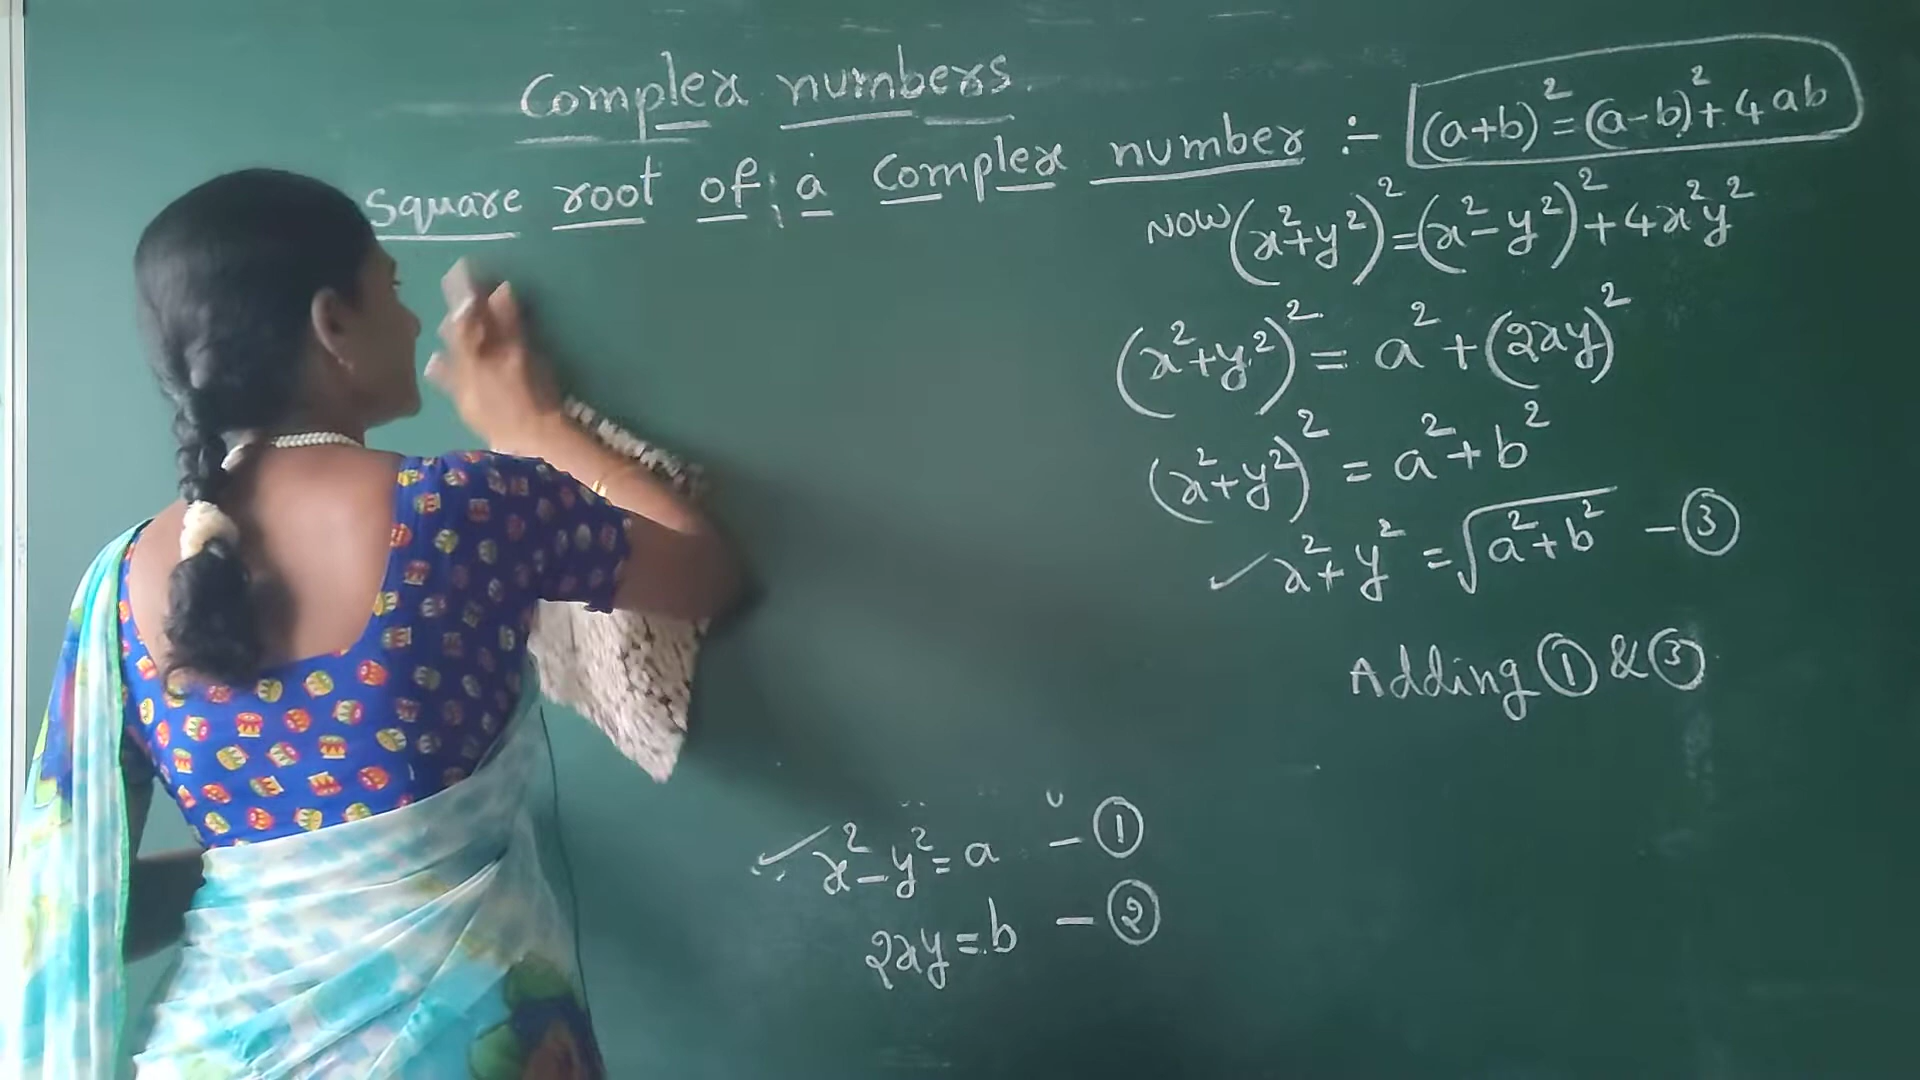 Complex numbers.
Square root of a Complex number :-
(a+b)² = (a-b)² + 4ab
NOW (x²+y²)² = (x²-y²)² + 4x²y²
(x²+y²)² = a² + (2xy)²
(x²+y²)² = a² + b²
✓ x²+y² = √(a²+b²) - ③
Adding ① & ③
✓ x²-y² = a - ①
2xy = b - ②